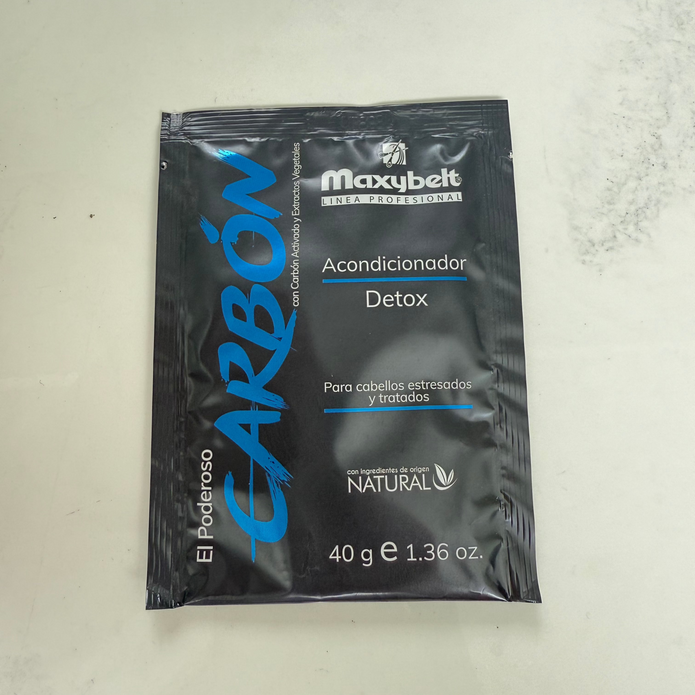 El Poderoso
CARBÓN
con Carbón Activado y Extractos Vegetales
Maxybelt®
LINEA PROFESIONAL
Acondicionador
Detox
Para cabellos estresados
y tratados
con ingredientes de origen
NATURAL
40 g e 1.36 oz.